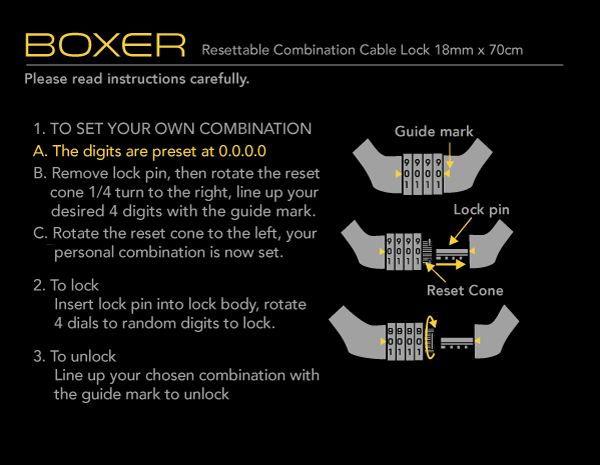 BOXER Resettable Combination Cable Lock 18mm x 70cm
Please read instructions carefully.
1. TO SET YOUR OWN COMBINATION
A. The digits are preset at 0.0.0.0
B. Remove lock pin, then rotate the reset
cone 1/4 turn to the right, line up your
desired 4 digits with the guide mark.
C. Rotate the reset cone to the left, your
personal combination is now set.
2. To lock
Insert lock pin into lock body, rotate
4 dials to random digits to lock.
3. To unlock
Line up your chosen combination with
the guide mark to unlock
Guide mark
9 9 9 9
0 0 0 0
1 1 1 1
Lock pin
9 9 9 9
0 0 0 0
1 1 1 1
Reset Cone
9 9 9 9
0 0 0 0
1 1 1 1